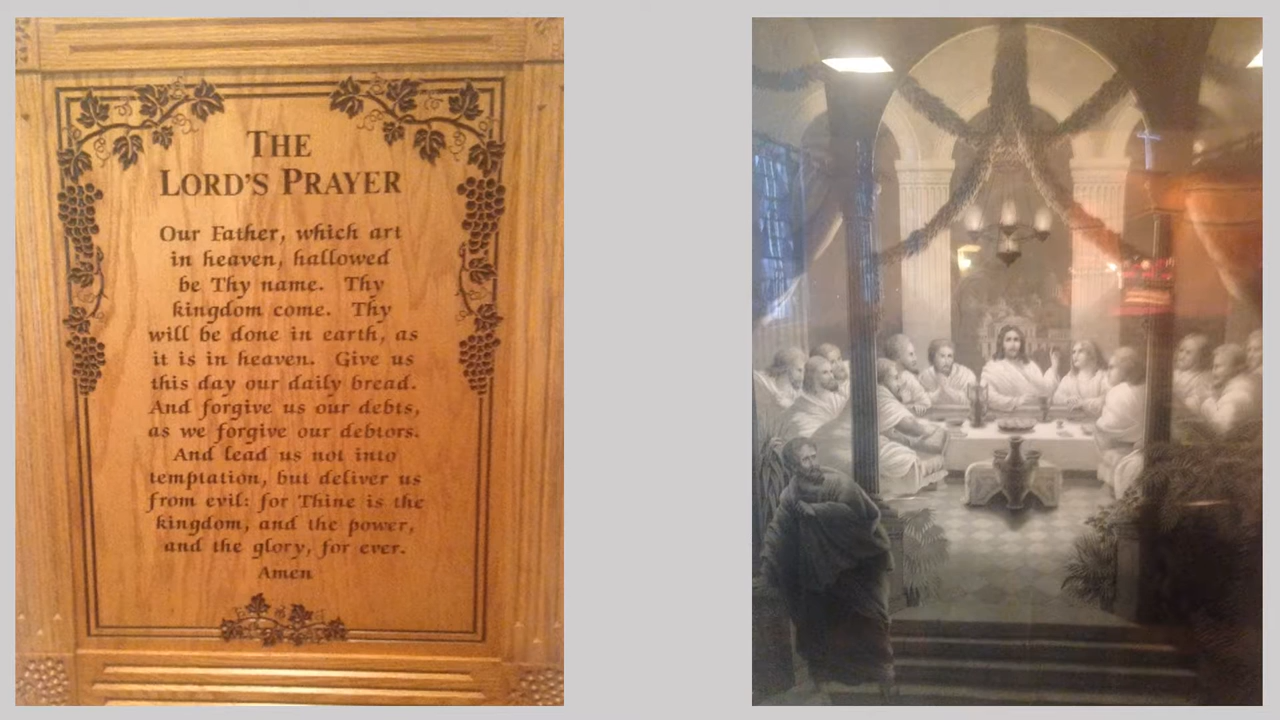 THE
LORD'S PRAYER
Our Father, which art
in heaven, hallowed
be Thy name. Thy
kingdom come. Thy
will be done in earth, as
it is in heaven. Give us
this day our daily bread.
And forgive us our debts,
as we forgive our debtors.
And lead us not into
temptation, but deliver us
from evil: for Thine is the
kingdom, and the power,
and the glory, for ever.
Amen